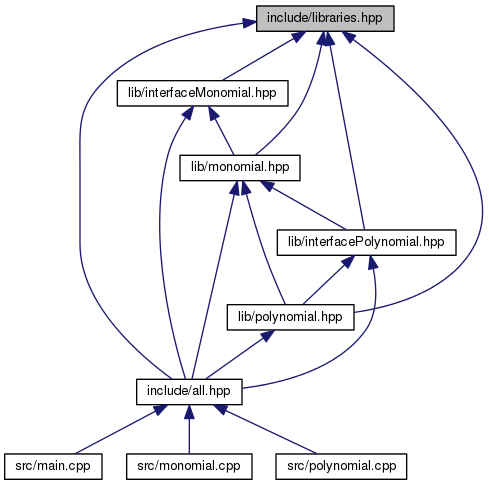 include/libraries.hpp
lib/interfaceMonomial.hpp
lib/monomial.hpp
lib/interfacePolynomial.hpp
lib/polynomial.hpp
include/all.hpp
src/main.cpp
src/monomial.cpp
src/polynomial.cpp